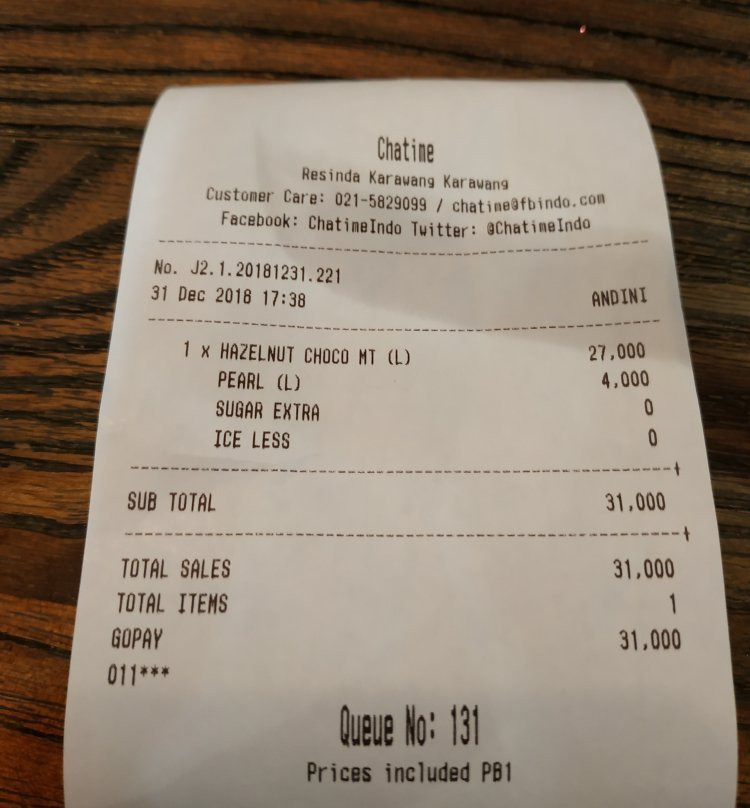 Chatime
Resinda Karawang Karawang
Customer Care: 021-5829099 / chatime@fbindo.com
Facebook: ChatimeIndo Twitter: @ChatimeIndo
No. J2.1.20181231.221
31 Dec 2018 17:38 ANDINI
1 x HAZELNUT CHOCO MT (L) 27,000
PEARL (L) 4,000
SUGAR EXTRA 0
ICE LESS 0
SUB TOTAL 31,000
TOTAL SALES 31,000
TOTAL ITEMS 1
GOPAY 31,000
011***
Queue No: 131
Prices included PB1